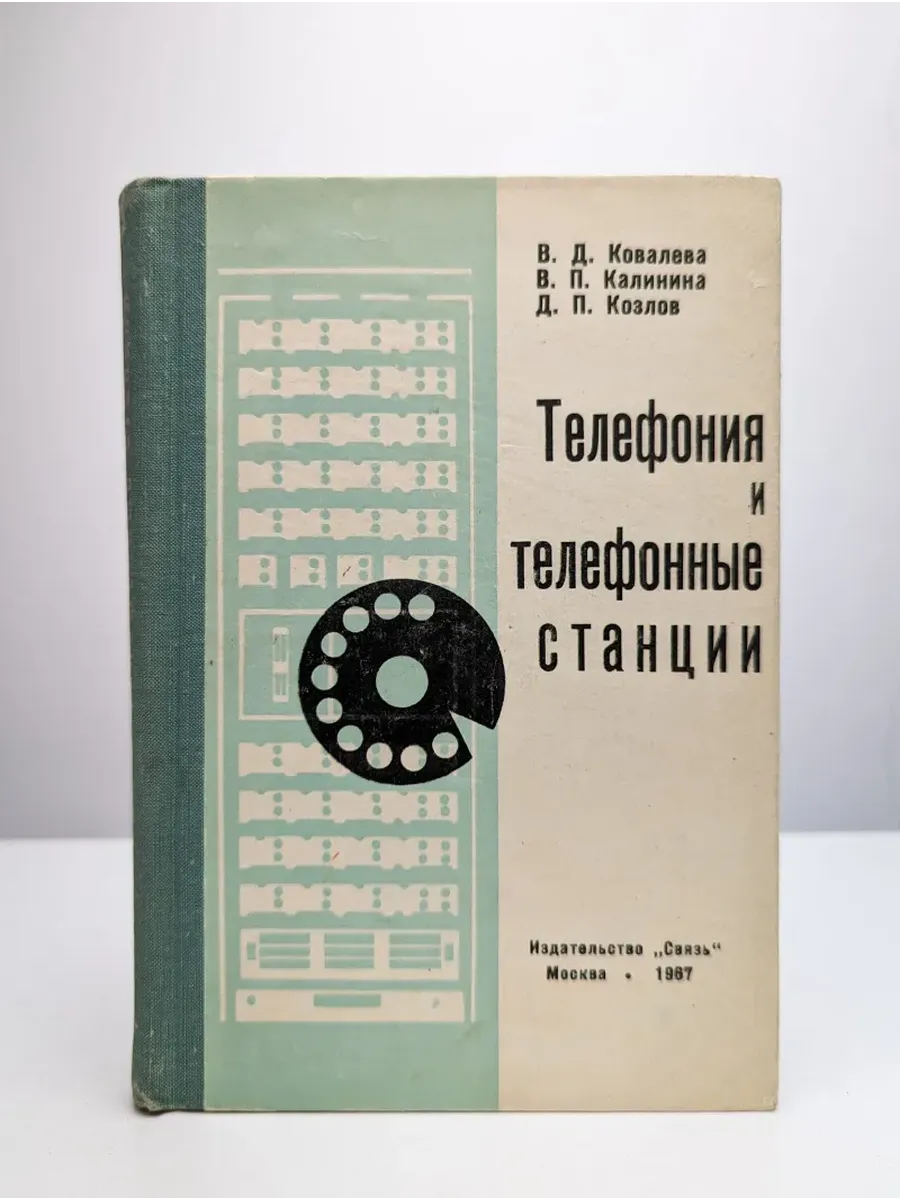 В. Д. Ковалева
В. П. Калинина
Д. П. Козлов
Телефония
и
телефонные
станции
Издательство „Связь“
Москва • 1967